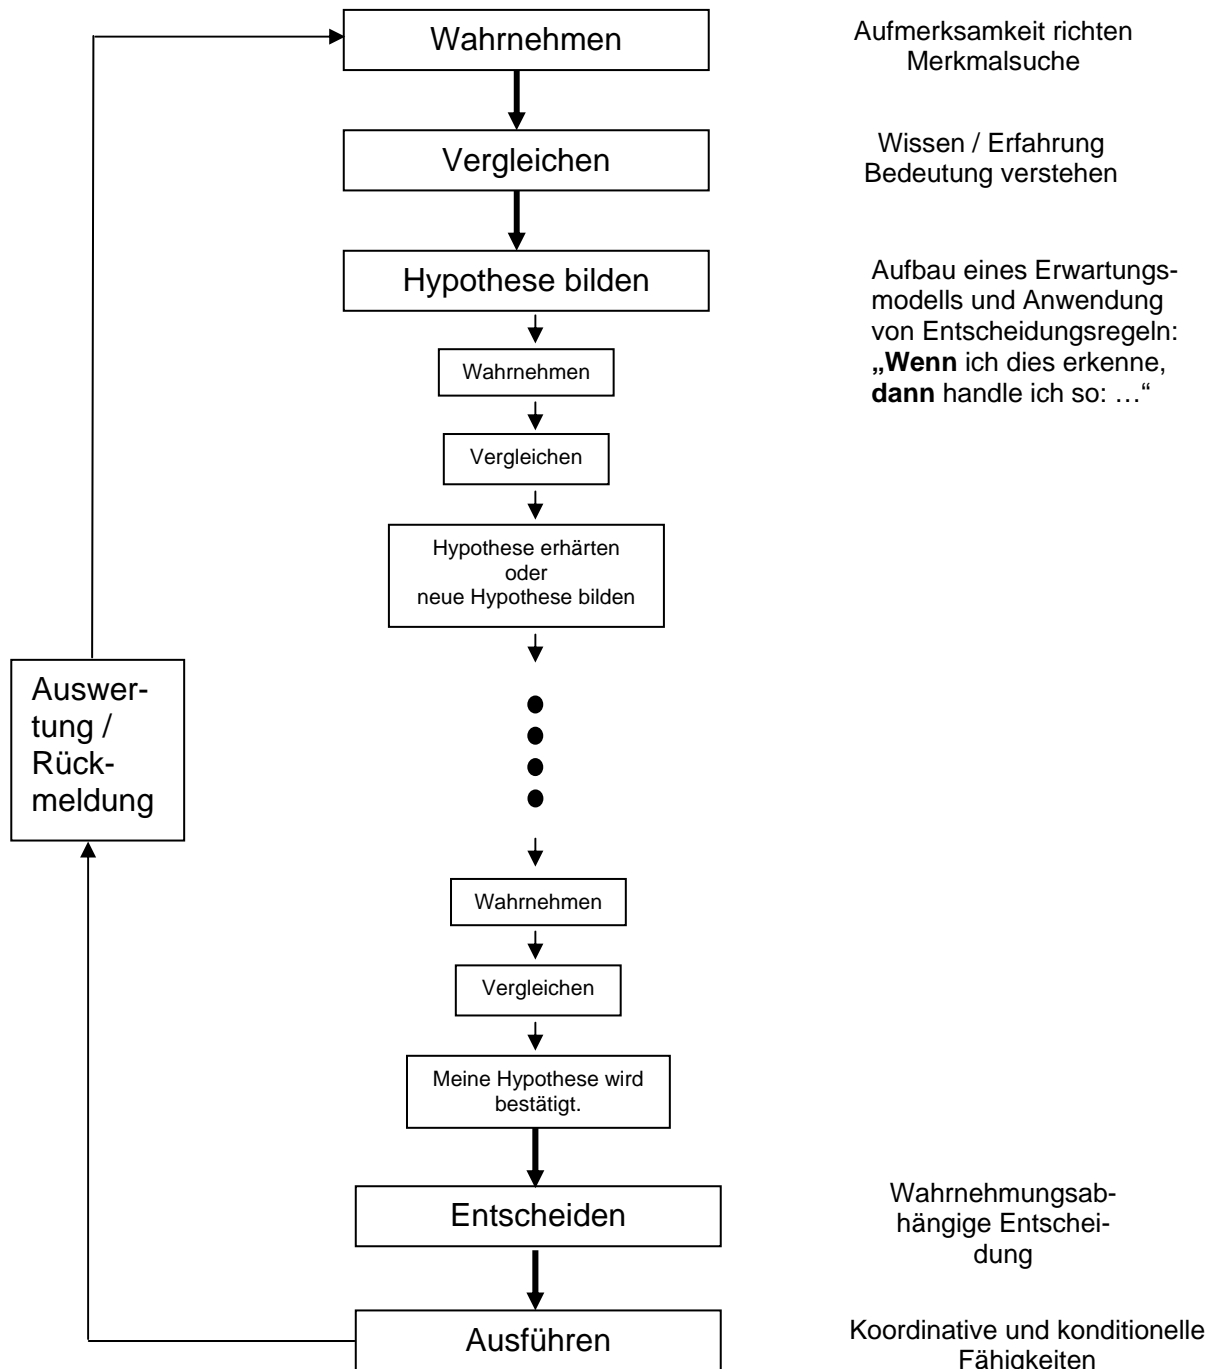 Wahrnehmen
Aufmerksamkeit richten
Merkmalsuche
Vergleichen
Wissen / Erfahrung
Bedeutung verstehen
Hypothese bilden
Aufbau eines Erwartungs-
modells und Anwendung
von Entscheidungsregeln:
„Wenn ich dies erkenne,
dann handle ich so: …“
Wahrnehmen
Vergleichen
Hypothese erhärten
oder
neue Hypothese bilden
Auswer-
tung /
Rück-
meldung
Wahrnehmen
Vergleichen
Meine Hypothese wird
bestätigt.
Entscheiden
Wahrnehmungsab-
hängige Entschei-
dung
Ausführen
Koordinative und konditionelle
Fähigkeiten